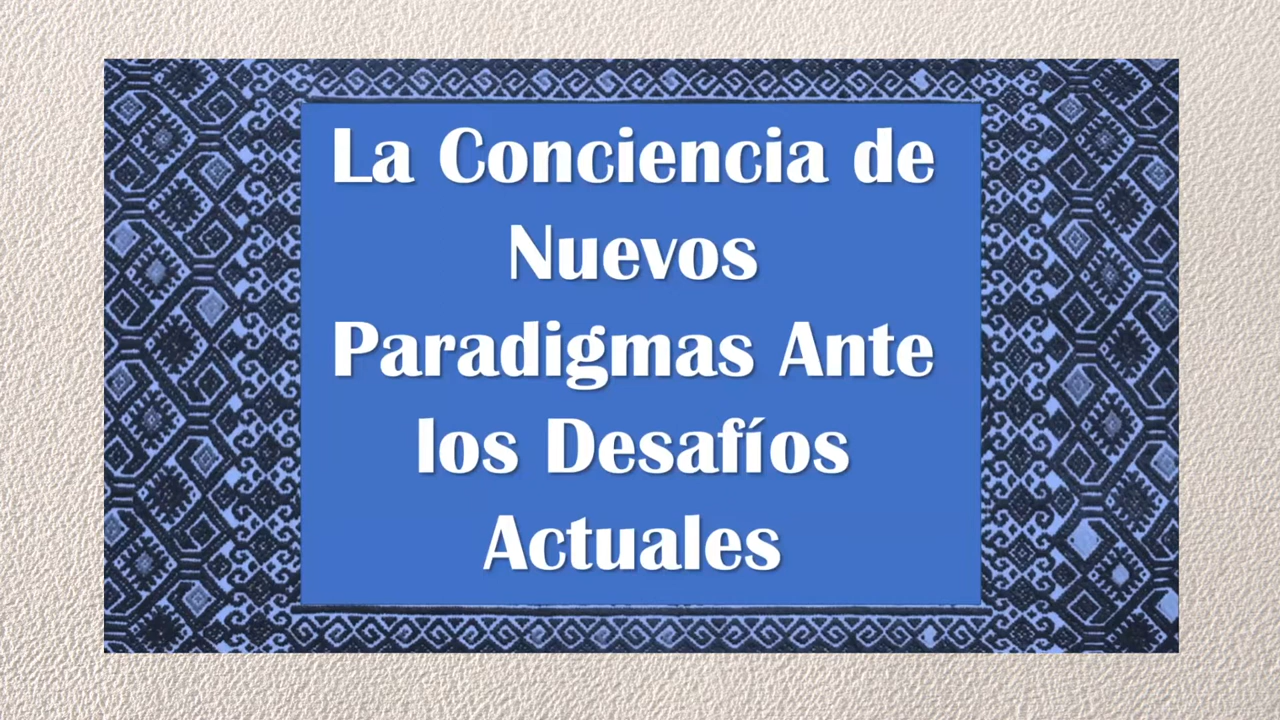 La Conciencia de
Nuevos
Paradigmas Ante
los Desafíos
Actuales